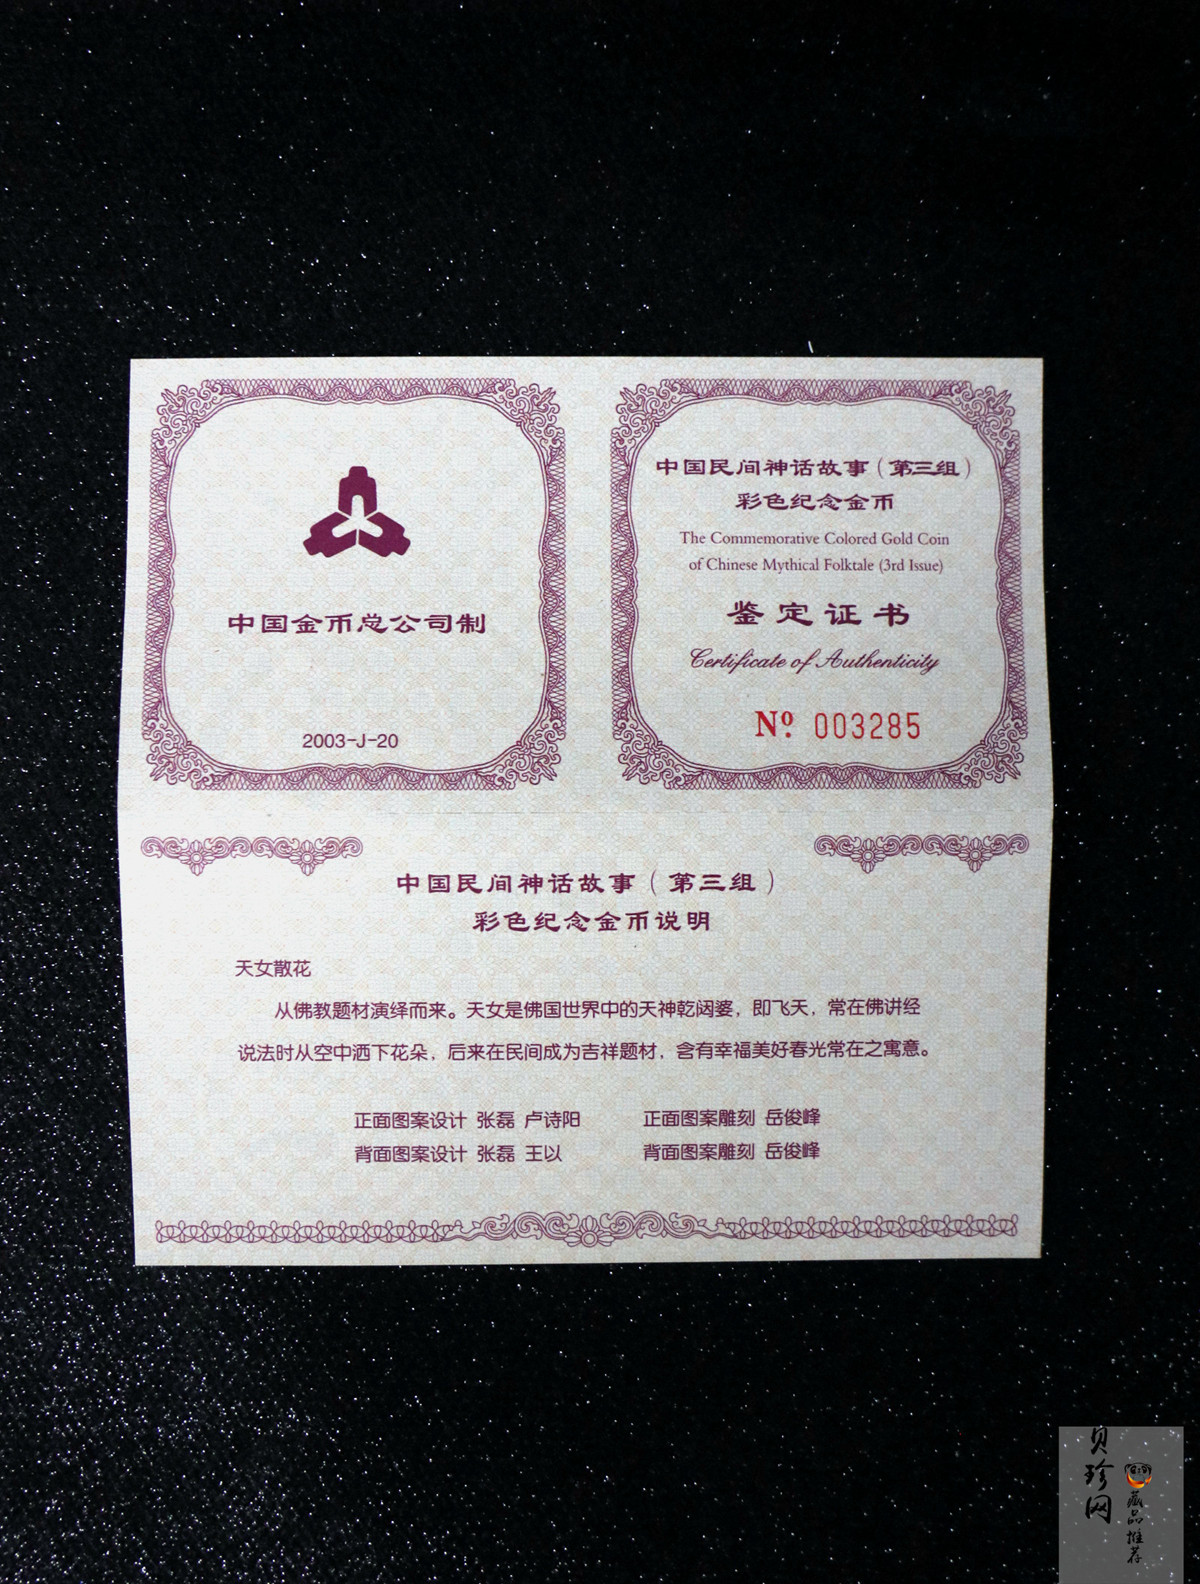 中国金币总公司制
2003-J-20
中国民间神话故事（第三组）
彩色纪念金币
The Commemorative Colored Gold Coin
of Chinese Mythical Folktale (3rd Issue)
鉴定证书
Certificate of Authenticity
Nº 003285
中国民间神话故事（第三组）
彩色纪念金币说明
天女散花
从佛教题材演绎而来。天女是佛国世界中的天神乾闼婆，即飞天，常在佛讲经
说法时从空中洒下花朵，后来在民间成为吉祥题材，含有幸福美好春光常在之寓意。
正面图案设计 张磊 卢诗阳 正面图案雕刻 岳俊峰
背面图案设计 张磊 王以 背面图案雕刻 岳俊峰
贝珍网
藏品推荐